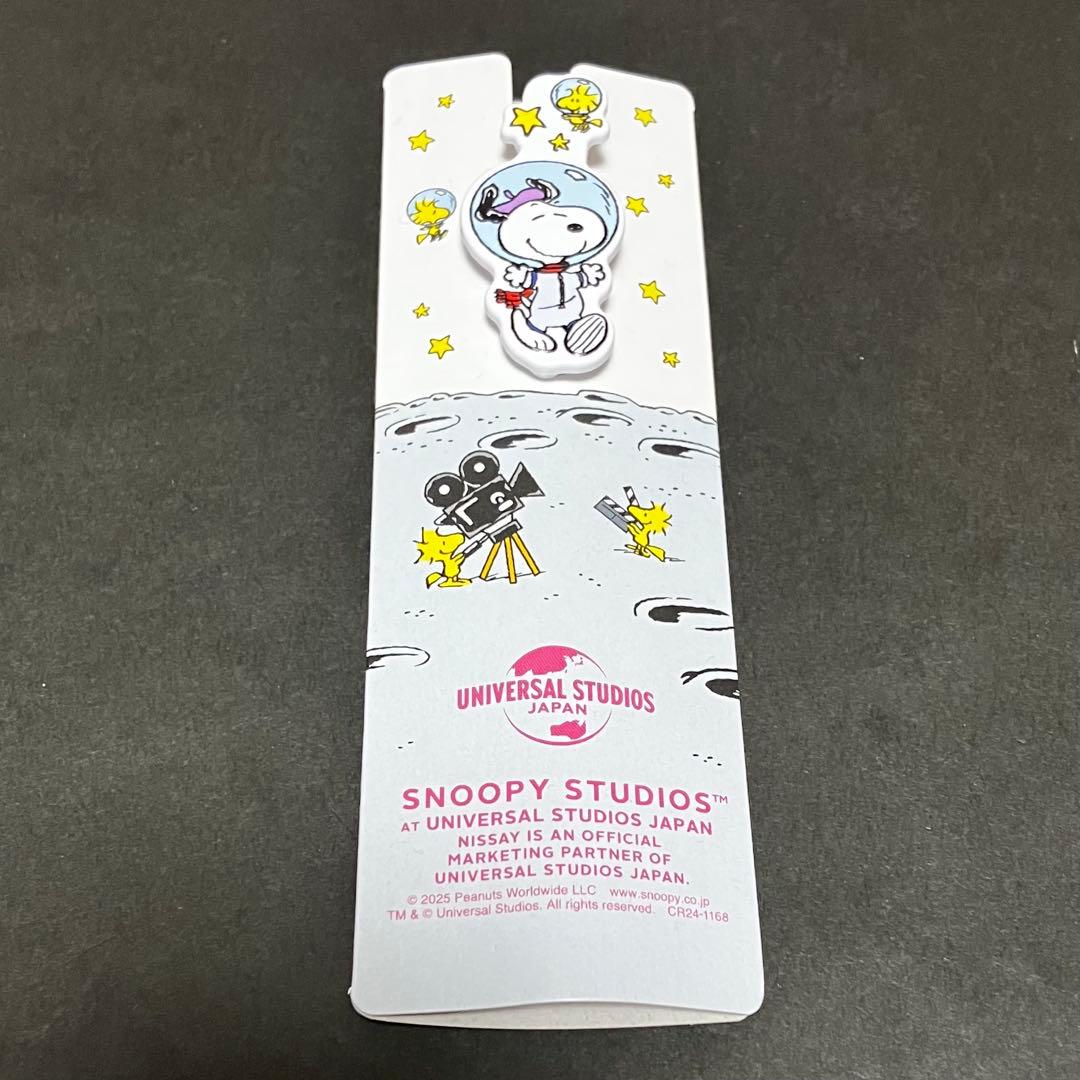 UNIVERSAL STUDIOS
JAPAN
SNOOPY STUDIOS™
AT UNIVERSAL STUDIOS JAPAN
NISSAY IS AN OFFICIAL
MARKETING PARTNER OF
UNIVERSAL STUDIOS JAPAN.
© 2025 Peanuts Worldwide LLC www.snoopy.co.jp
TM & © Universal Studios. All rights reserved. CR24-1168